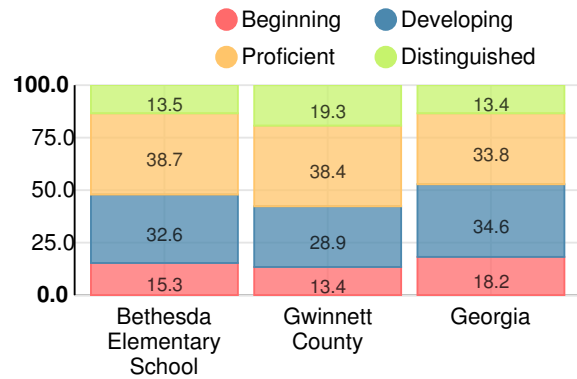 Beginning
Developing
Proficient
Distinguished
100.0
75.0
50.0
25.0
0.0
13.5
38.7
32.6
15.3
19.3
38.4
28.9
13.4
13.4
33.8
34.6
18.2
Bethesda
Elementary
School
Gwinnett
County
Georgia